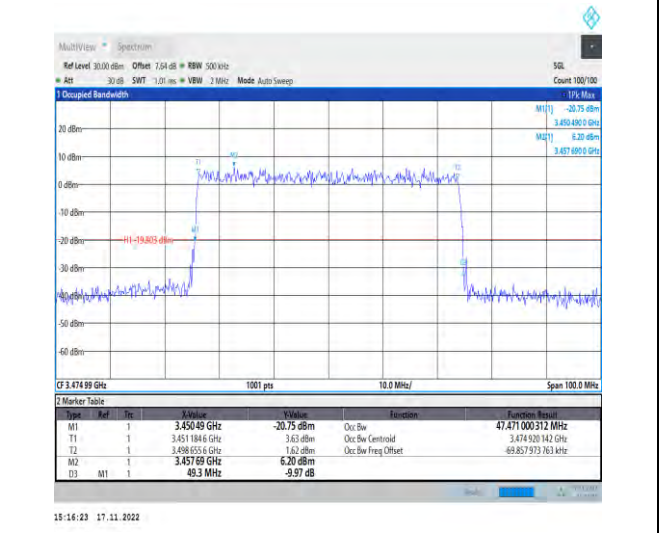 MultiView Spectrum
Ref Level 30.00 dBm Offset 7.64 dB RBW 500 kHz SGL
Att 30 dB SWT 1.01 ms VBW 2 MHz Mode Auto Sweep Count 100/100
1 Occupied Bandwidth 1Pk Max
M1[1] -20.75 dBm
3.450 490 0 GHz
M2[1] 6.20 dBm
3.457 690 0 GHz
20 dBm
10 dBm
T1 M2 T2
0 dBm
-10 dBm
M1
-20 dBm H1 -19.803 dBm
D3
-30 dBm
-40 dBm
-50 dBm
-60 dBm
CF 3.474 99 GHz 1001 pts 10.0 MHz/ Span 100.0 MHz
2 Marker Table
Type Ref Trc X-Value Y-Value Function Function Result
M1 1 3.45049 GHz -20.75 dBm Occ Bw 47.471 000 312 MHz
T1 1 3.451 184 6 GHz 3.63 dBm Occ Bw Centroid 3.474 920 142 GHz
T2 1 3.498 655 6 GHz 1.62 dBm Occ Bw Freq Offset -69.857 973 763 kHz
M2 1 3.457 69 GHz 6.20 dBm
D3 M1 1 49.3 MHz -9.97 dB
15:16:23 17.11.2022